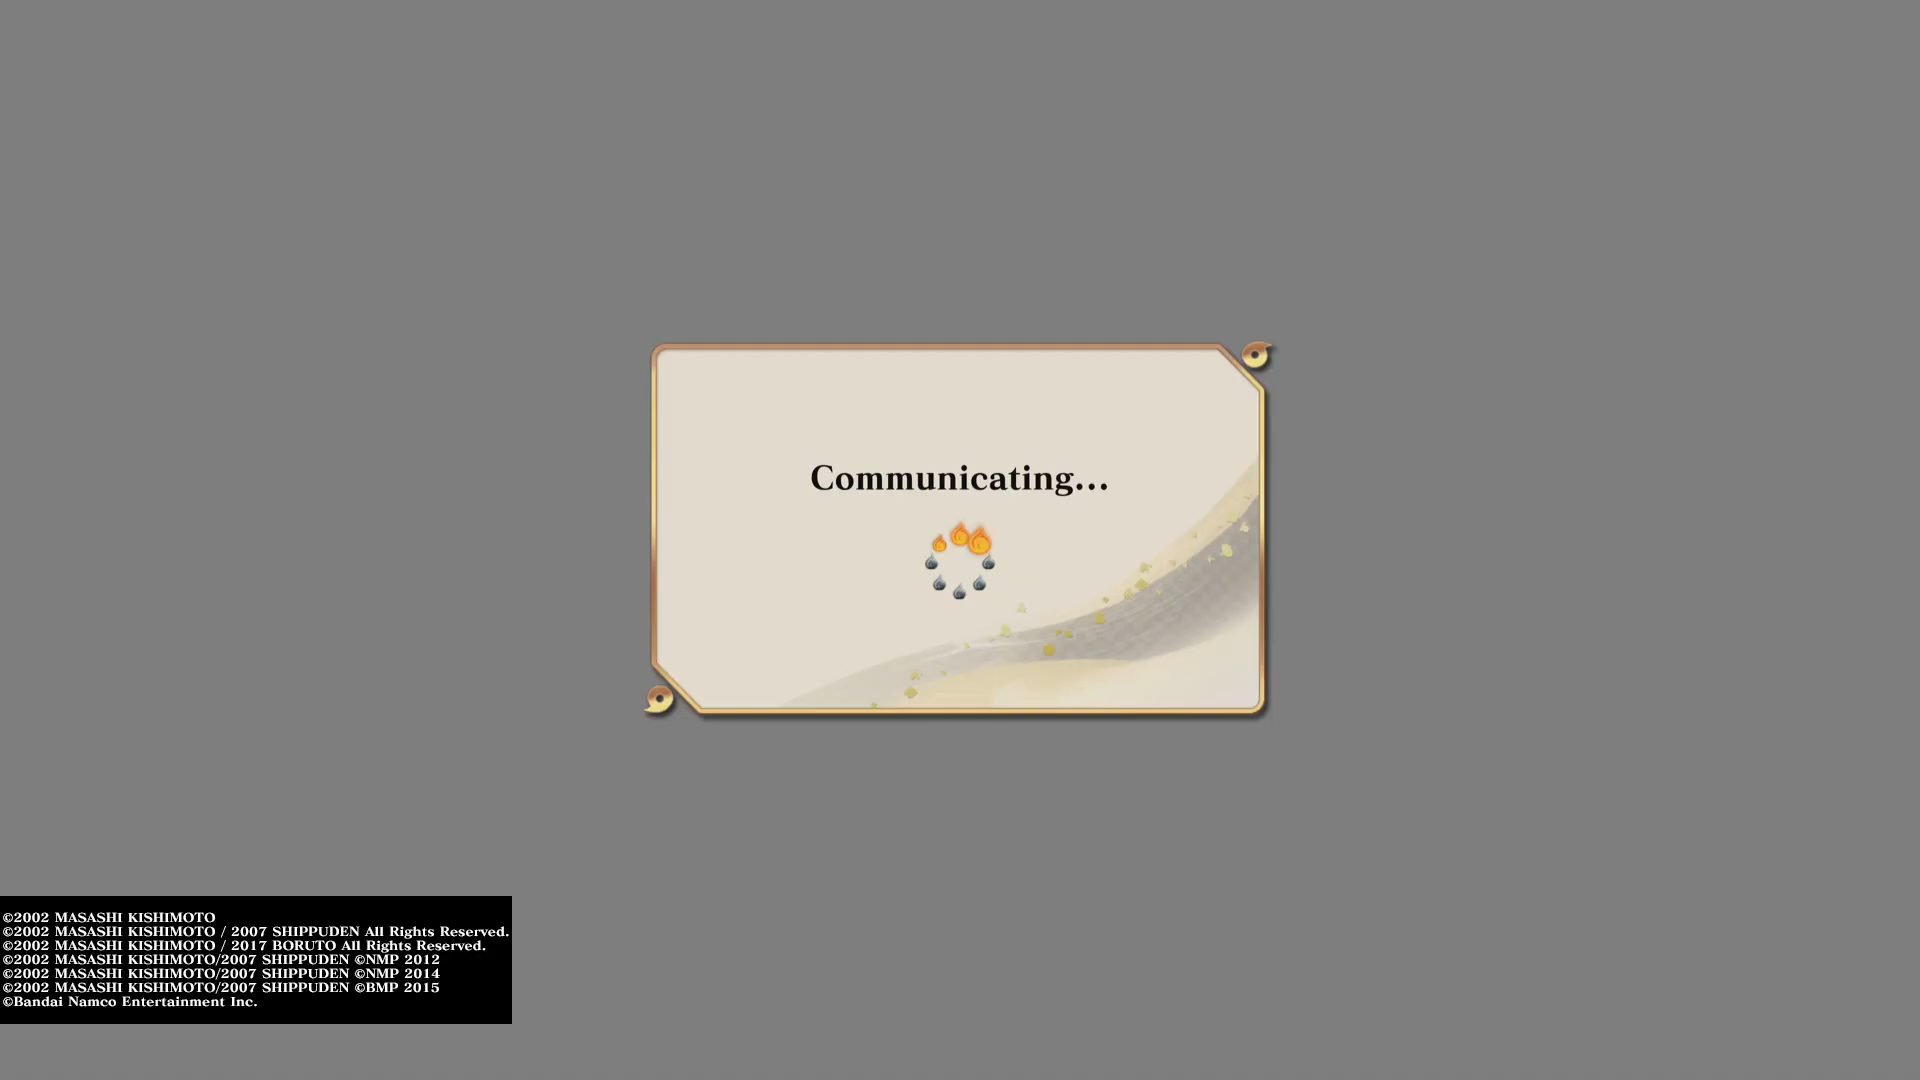 Communicating...
©2002 MASASHI KISHIMOTO
©2002 MASASHI KISHIMOTO / 2007 SHIPPUDEN All Rights Reserved.
©2002 MASASHI KISHIMOTO / 2017 BORUTO All Rights Reserved.
©2002 MASASHI KISHIMOTO/2007 SHIPPUDEN ©NMP 2012
©2002 MASASHI KISHIMOTO/2007 SHIPPUDEN ©NMP 2014
©2002 MASASHI KISHIMOTO/2007 SHIPPUDEN ©BMP 2015
©Bandai Namco Entertainment Inc.